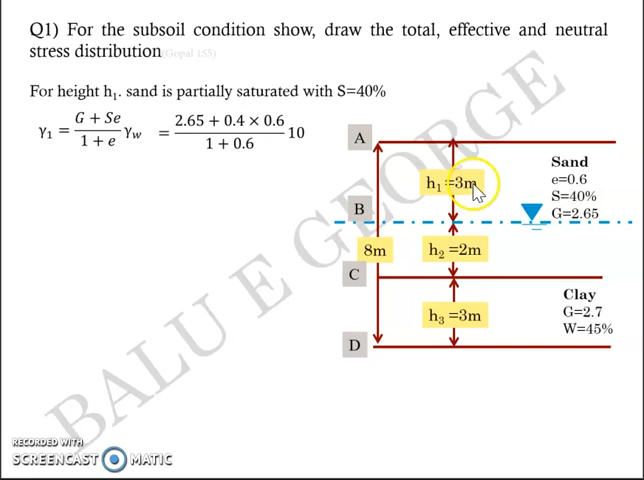 Q1) For the subsoil condition show, draw the total, effective and neutral
stress distribution (Gopal 155)
For height h₁. sand is partially saturated with S=40%
γ₁ = (G + Se)/(1 + e) γw = (2.65 + 0.4 × 0.6)/(1 + 0.6) 10
A
h₁ =3m
Sand
e=0.6
S=40%
G=2.65
B
8m
h₂ =2m
C
h₃ =3m
Clay
G=2.7
W=45%
D
BALU E GEORGE
RECORDED WITH
SCREENCAST MATIC